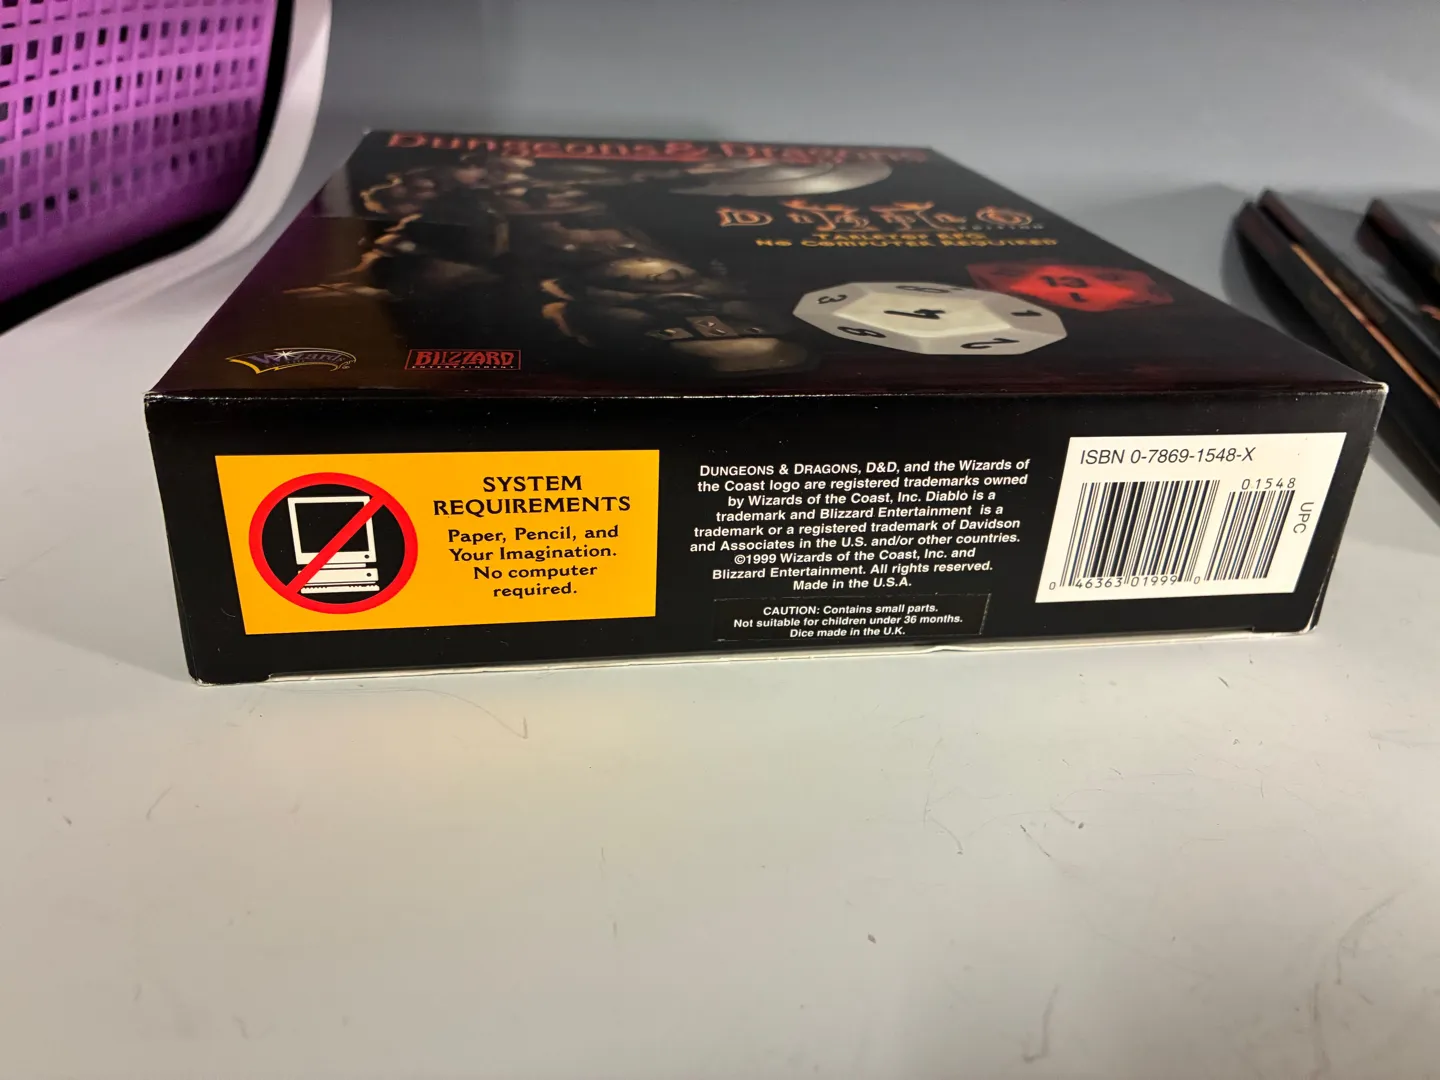 Dungeons & Dragons
DIABLO II
EDITION
NO COMPUTER REQUIRED
Wizards
BLIZZARD
ENTERTAINMENT
SYSTEM
REQUIREMENTS
Paper, Pencil, and
Your Imagination.
No computer
required.
DUNGEONS & DRAGONS, D&D, and the Wizards of
the Coast logo are registered trademarks owned
by Wizards of the Coast, Inc. Diablo is a
trademark and Blizzard Entertainment is a
trademark or a registered trademark of Davidson
and Associates in the U.S. and/or other countries.
©1999 Wizards of the Coast, Inc. and
Blizzard Entertainment. All rights reserved.
Made in the U.S.A.
CAUTION: Contains small parts.
Not suitable for children under 36 months.
Dice made in the U.K.
ISBN 0-7869-1548-X
01548
UPC
0 46363 01999 0